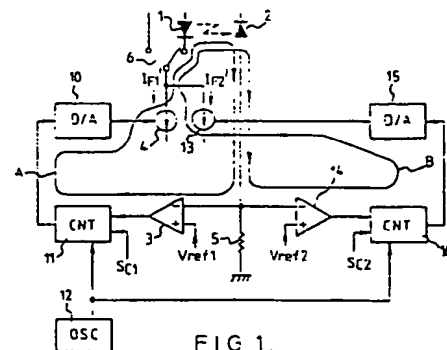 1
2
6
10
IF1
IF2
15
D/A
D/A
4
13
A
B
14
CNT
CNT
11
3
5
SC1
Vref1
Vref2
SC2
12
OSC
FIG 1.